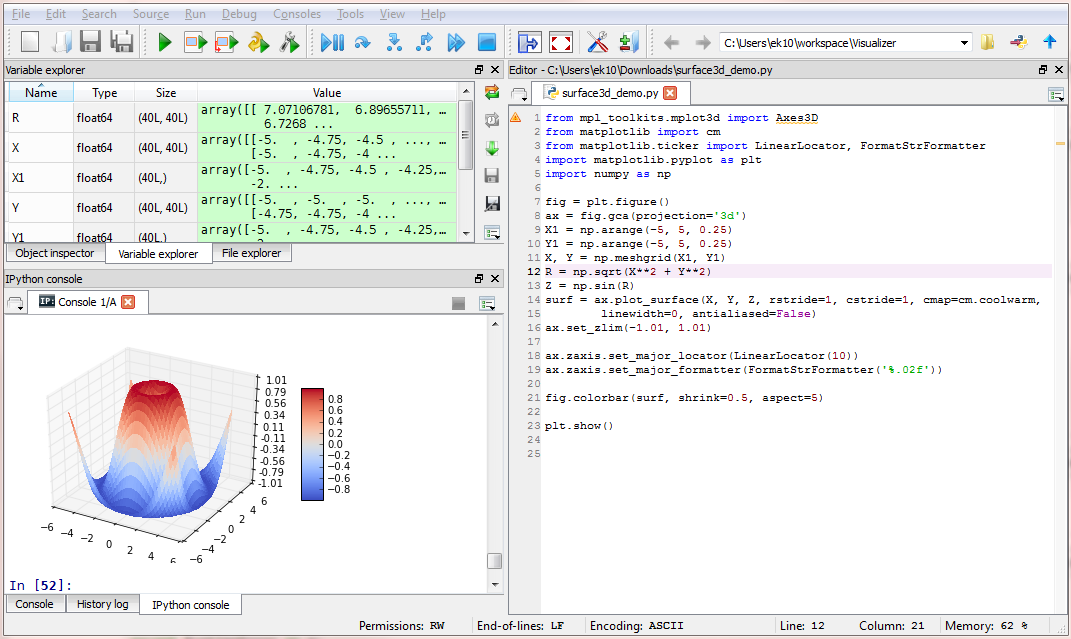 File Edit Search Source Run Debug Consoles Tools View Help
C:\Users\ek10\workspace\Visualizer
Variable explorer
Name Type Size Value
R float64 (40L, 40L) array([[ 7.07106781, 6.89655711, …
6.7268 ...
X float64 (40L, 40L) array([[-5. , -4.75, -4.5 , ..., …
[-5. , -4.75, -4 ...
X1 float64 (40L,) array([-5. , -4.75, -4.5 , -4.25,…
-2. ...
Y float64 (40L, 40L) array([[-5. , -5. , -5. , ..., …
[-4.75, -4.75, -4 ...
Y1 float64 (40L,) array([-5. , -4.75, -4.5 , -4.25,…
Object inspector Variable explorer File explorer
IPython console
IP: Console 1/A
1.01
0.79
0.56
0.34
0.11
-0.11
-0.34
-0.56
-0.79
-1.01
0.8
0.6
0.4
0.2
0.0
−0.2
−0.4
−0.6
−0.8
−6 −4 −2 0 2 4 6
−6 −4 −2 0 2 4 6
In [52]:
Console History log IPython console
Editor - C:\Users\ek10\Downloads\surface3d_demo.py
surface3d_demo.py
1 from mpl_toolkits.mplot3d import Axes3D
2 from matplotlib import cm
3 from matplotlib.ticker import LinearLocator, FormatStrFormatter
4 import matplotlib.pyplot as plt
5 import numpy as np
6
7 fig = plt.figure()
8 ax = fig.gca(projection='3d')
9 X1 = np.arange(-5, 5, 0.25)
10 Y1 = np.arange(-5, 5, 0.25)
11 X, Y = np.meshgrid(X1, Y1)
12 R = np.sqrt(X**2 + Y**2)
13 Z = np.sin(R)
14 surf = ax.plot_surface(X, Y, Z, rstride=1, cstride=1, cmap=cm.coolwarm,
15 linewidth=0, antialiased=False)
16 ax.set_zlim(-1.01, 1.01)
17
18 ax.zaxis.set_major_locator(LinearLocator(10))
19 ax.zaxis.set_major_formatter(FormatStrFormatter('%.02f'))
20
21 fig.colorbar(surf, shrink=0.5, aspect=5)
22
23 plt.show()
24
25
Permissions: RW End-of-lines: LF Encoding: ASCII Line: 12 Column: 21 Memory: 62 %